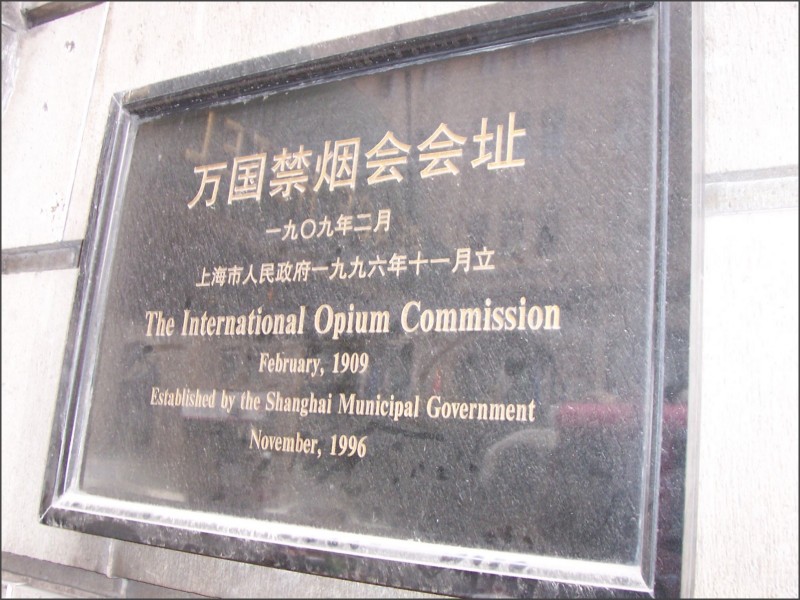 万国禁烟会会址
一九〇九年二月
上海市人民政府一九九六年十一月立
The International Opium Commission
February, 1909
Established by the Shanghai Municipal Government
November, 1996